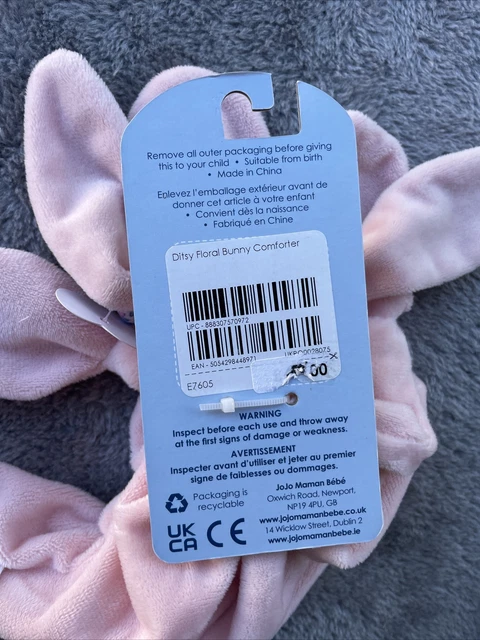 Remove all outer packaging before giving
this to your child • Suitable from birth
• Made in China
Enlevez l'emballage extérieur avant de
donner cet article à votre enfant
• Convient dès la naissance
• Fabriqué en Chine
Ditsy Floral Bunny Comforter
UPC - 888307570972
EAN - 5054298448971
E7605
00
WARNING
Inspect before each use and throw away
at the first signs of damage or weakness.
AVERTISSEMENT
Inspecter avant d'utiliser et jeter au premier
signe de faiblesses ou dommages.
Packaging is
recyclable
JoJo Maman Bébé
Oxwich Road, Newport,
NP19 4PU, GB
www.jojomamanbebe.co.uk
14 Wicklow Street, Dublin 2
www.jojomamanbebe.ie
UK
CA CE